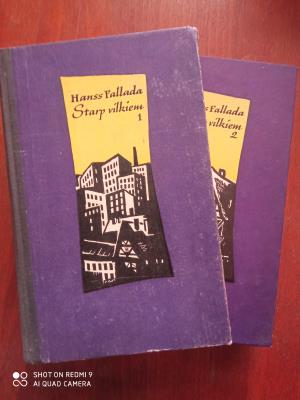 Hanss Fallada
Starp vilkiem
1
s Fallada
p vilkiem
2
SHOT ON REDMI 9
AI QUAD CAMERA